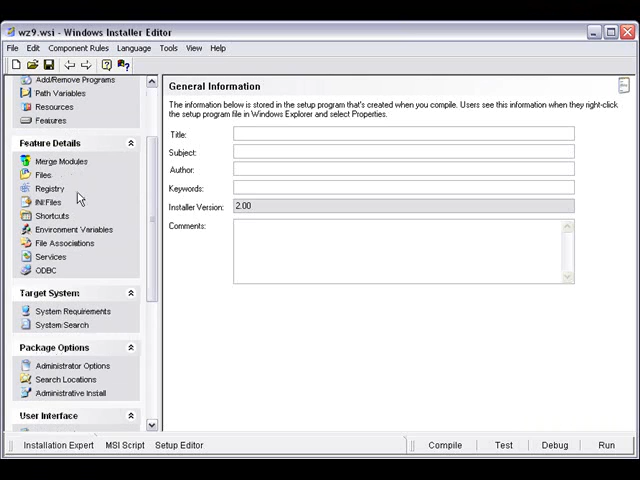 wz9.wsi - Windows Installer Editor
File Edit Component Rules Language Tools View Help
Add/Remove Programs
Path Variables
Resources
Features
Feature Details
Merge Modules
Files
Registry
INI Files
Shortcuts
Environment Variables
File Associations
Services
ODBC
Target System
System Requirements
System Search
Package Options
Administrator Options
Search Locations
Administrative Install
User Interface
General Information
The information below is stored in the setup program that's created when you compile. Users see this information when they right-click
the setup program file in Windows Explorer and select Properties.
Title:
Subject:
Author:
Keywords:
Installer Version: 2.00
Comments:
Installation Expert MSI Script Setup Editor Compile Test Debug Run